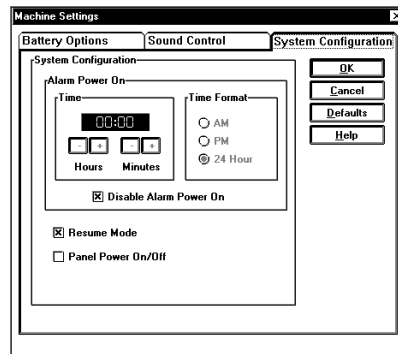 Machine Settings
Battery Options Sound Control System Configuration
System Configuration
Alarm Power On
Time
00:00
- + - +
Hours Minutes
Time Format
AM
PM
24 Hour
Disable Alarm Power On
Resume Mode
Panel Power On/Off
OK
Cancel
Defaults
Help